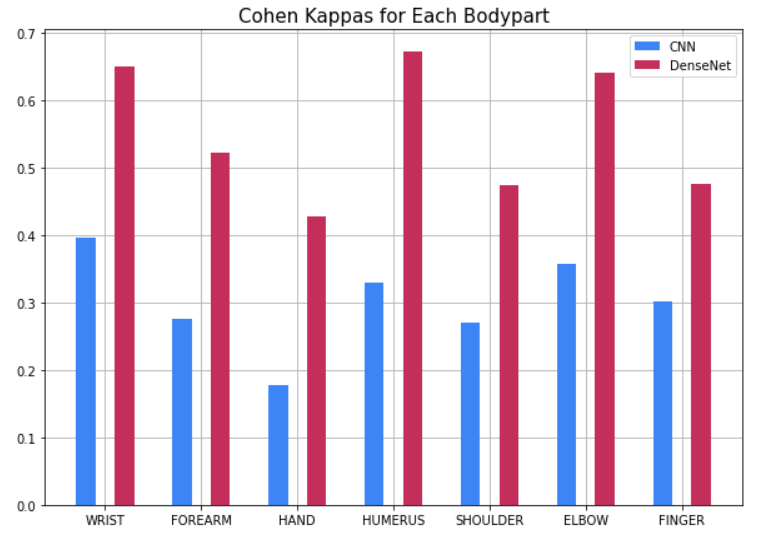 Cohen Kappas for Each Bodypart
CNN
DenseNet
0.7
0.6
0.5
0.4
0.3
0.2
0.1
0.0
WRIST FOREARM HAND HUMERUS SHOULDER ELBOW FINGER